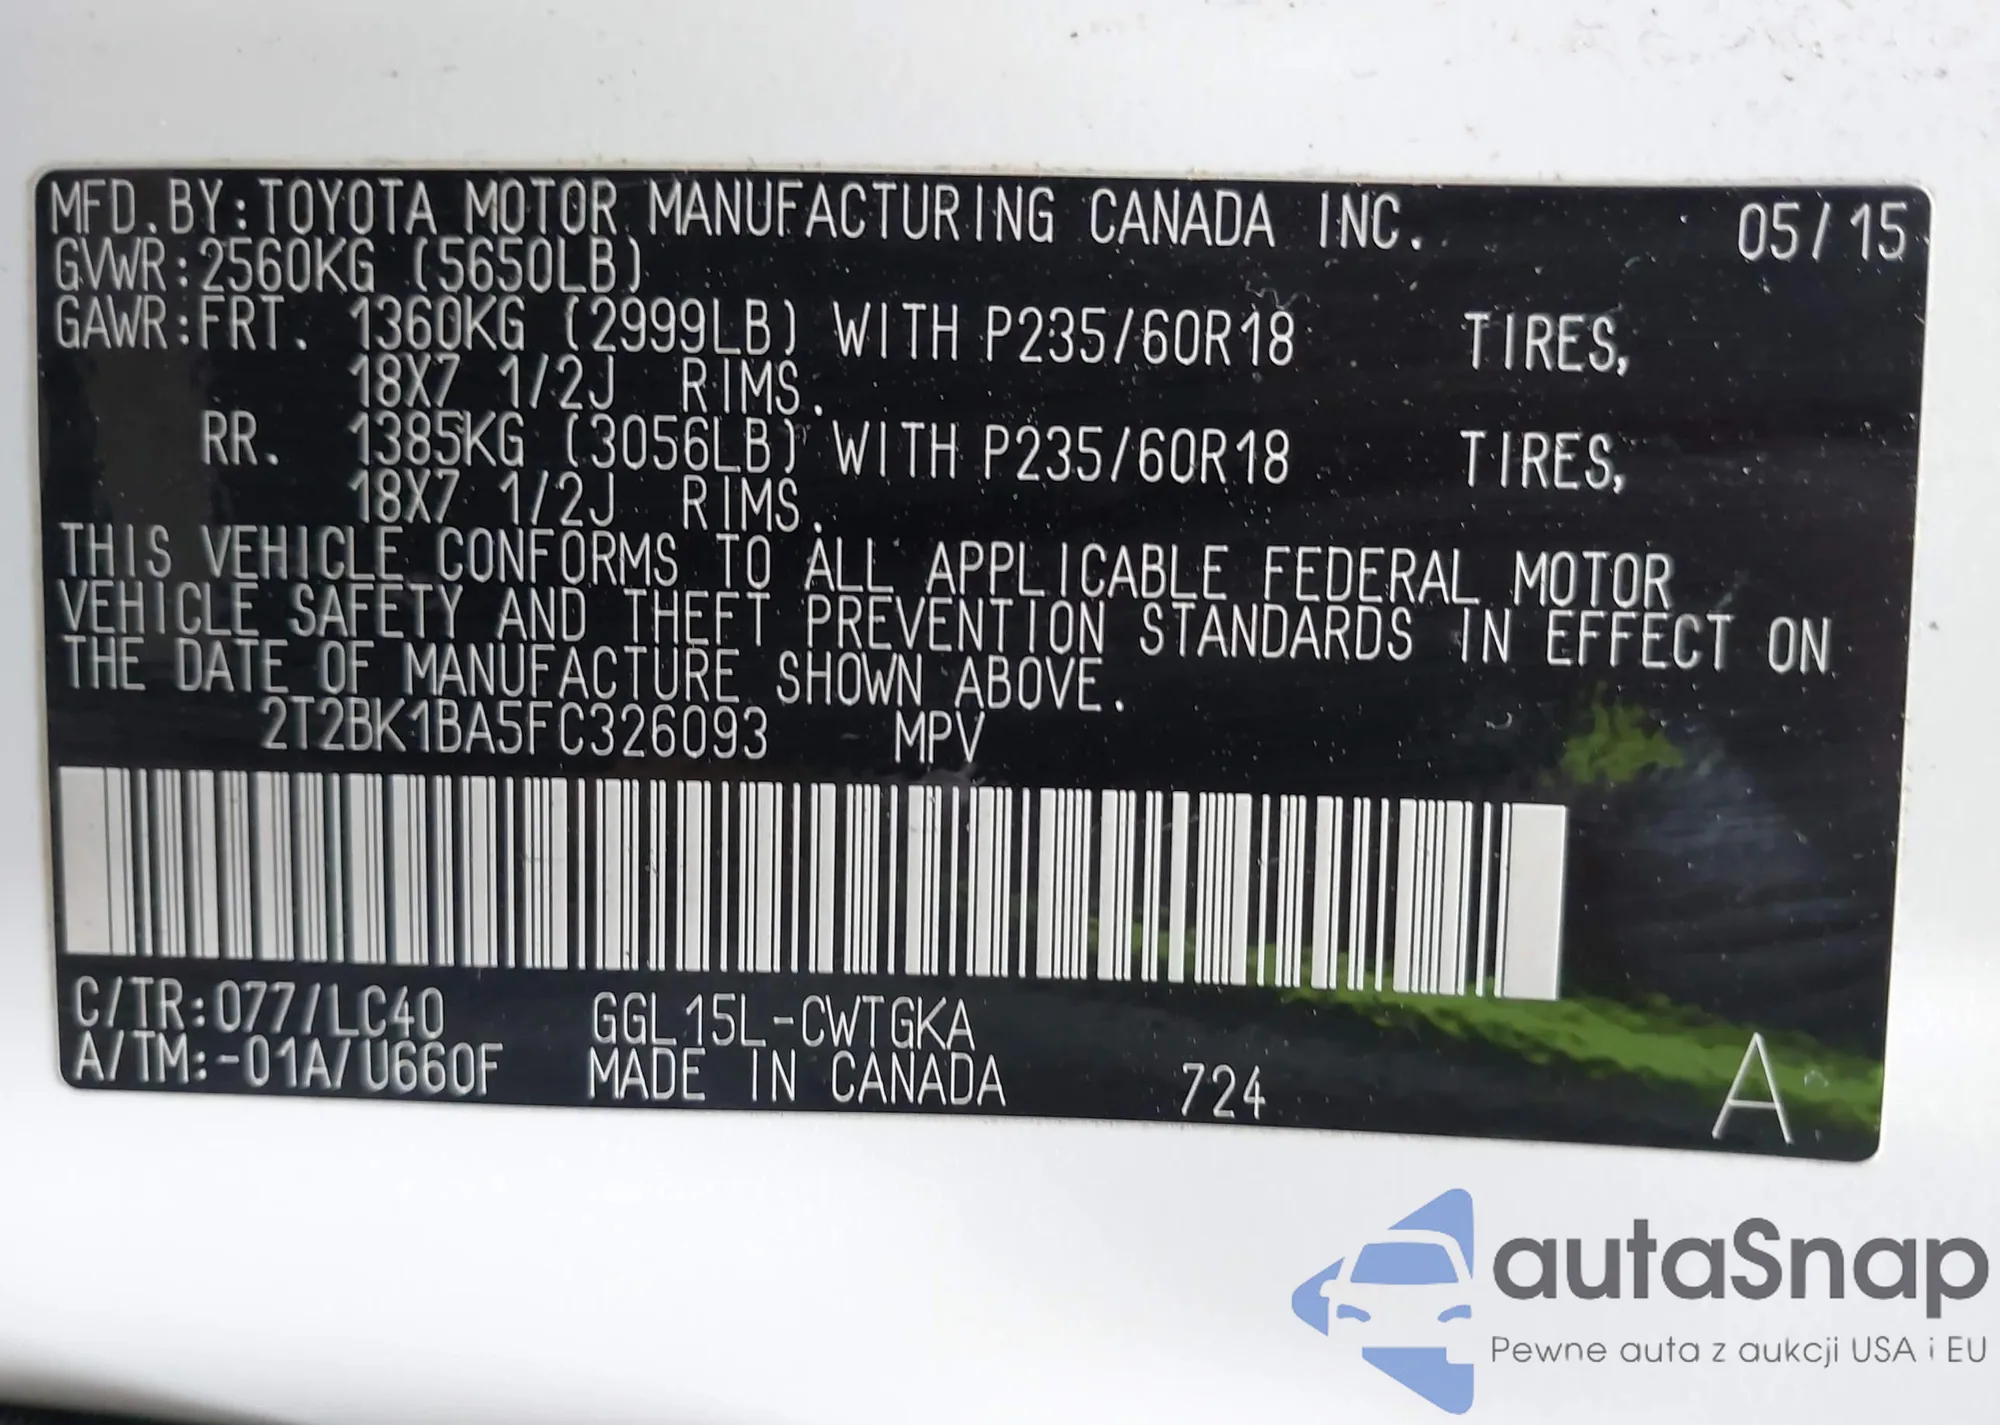 MFD. BY: TOYOTA MOTOR MANUFACTURING CANADA INC. 05/15
GVWR: 2560KG (5650LB)
GAWR: FRT. 1360KG (2999LB) WITH P235/60R18 TIRES,
18X7 1/2J RIMS.
RR. 1385KG (3056LB) WITH P235/60R18 TIRES,
18X7 1/2J RIMS.
THIS VEHICLE CONFORMS TO ALL APPLICABLE FEDERAL MOTOR
VEHICLE SAFETY AND THEFT PREVENTION STANDARDS IN EFFECT ON
THE DATE OF MANUFACTURE SHOWN ABOVE.
2T2BK1BA5FC326093 MPV
C/TR: 077/LC40 GGL15L-CWTGKA
A/TM: -01A/U660F MADE IN CANADA 724 A
autaSnap
Pewne auta z aukcji USA i EU